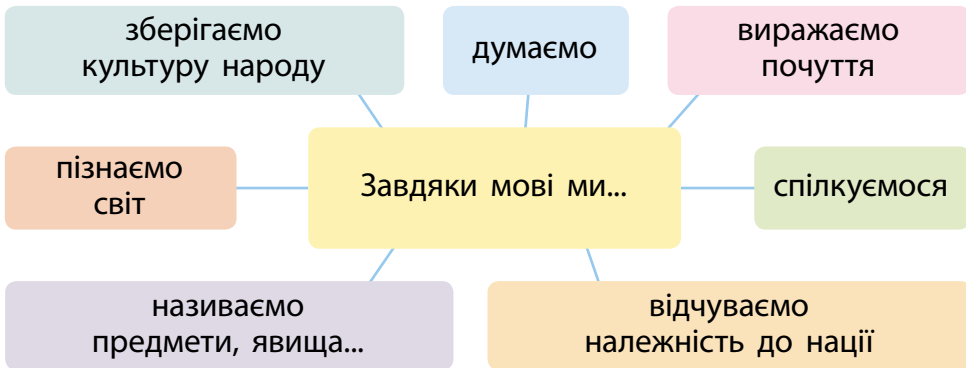 зберігаємо
культуру народу
думаємо
виражаємо
почуття
пізнаємо
світ
Завдяки мові ми...
спілкуємося
називаємо
предмети, явища...
відчуваємо
належність до нації